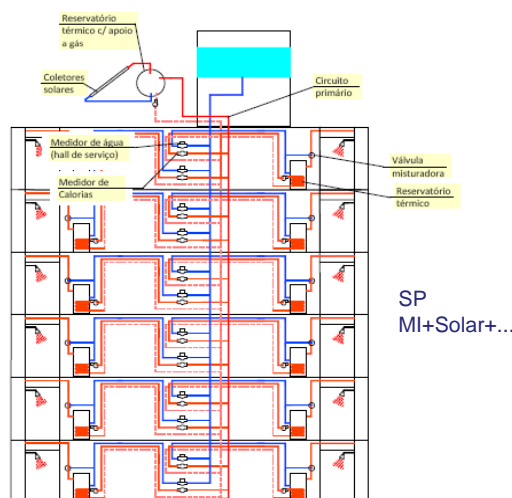 Reservatório
térmico c/ apoio
a gás
Coletores
solares
Circuito
primário
Medidor de água
(hall de serviço)
Medidor de
Calorias
Válvula
misturadora
Reservatório
térmico
SP
MI+Solar+...